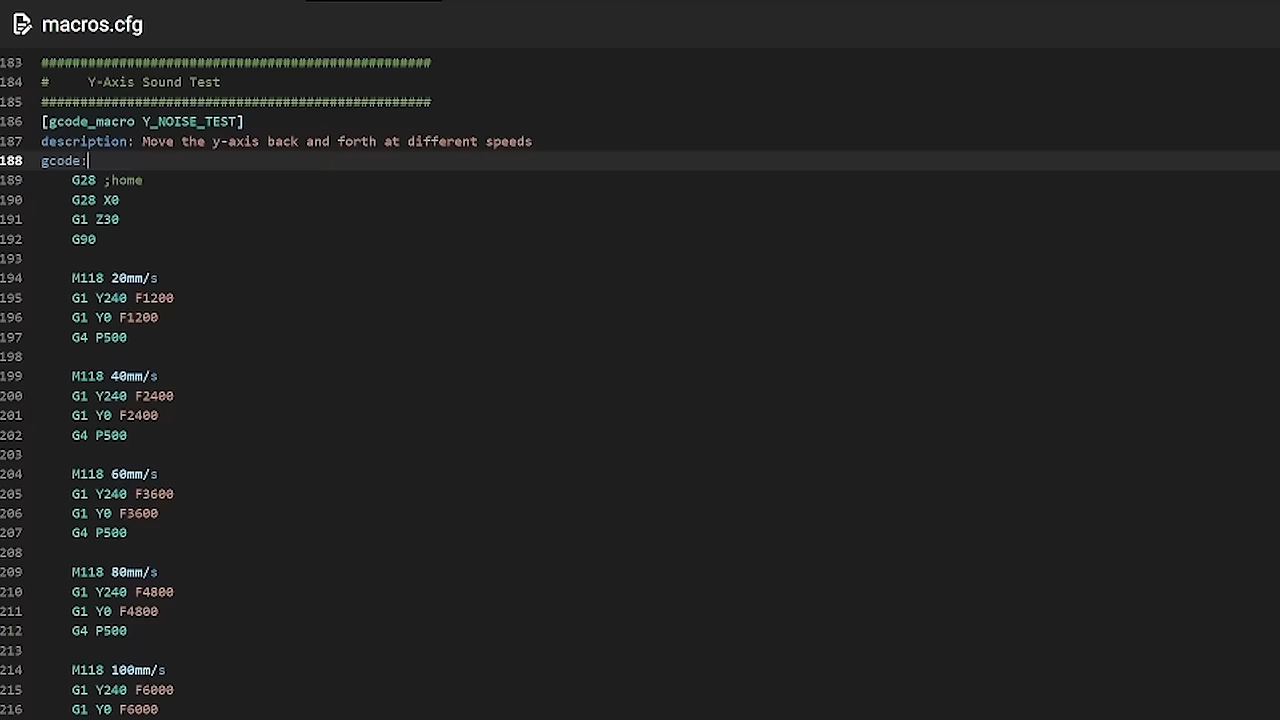 macros.cfg
183 ##################################################
184 #     Y-Axis Sound Test
185 ##################################################
186 [gcode_macro Y_NOISE_TEST]
187 description: Move the y-axis back and forth at different speeds
188 gcode:
189     G28 ;home
190     G28 X0
191     G1 Z30
192     G90
193
194     M118 20mm/s
195     G1 Y240 F1200
196     G1 Y0 F1200
197     G4 P500
198
199     M118 40mm/s
200     G1 Y240 F2400
201     G1 Y0 F2400
202     G4 P500
203
204     M118 60mm/s
205     G1 Y240 F3600
206     G1 Y0 F3600
207     G4 P500
208
209     M118 80mm/s
210     G1 Y240 F4800
211     G1 Y0 F4800
212     G4 P500
213
214     M118 100mm/s
215     G1 Y240 F6000
216     G1 Y0 F6000